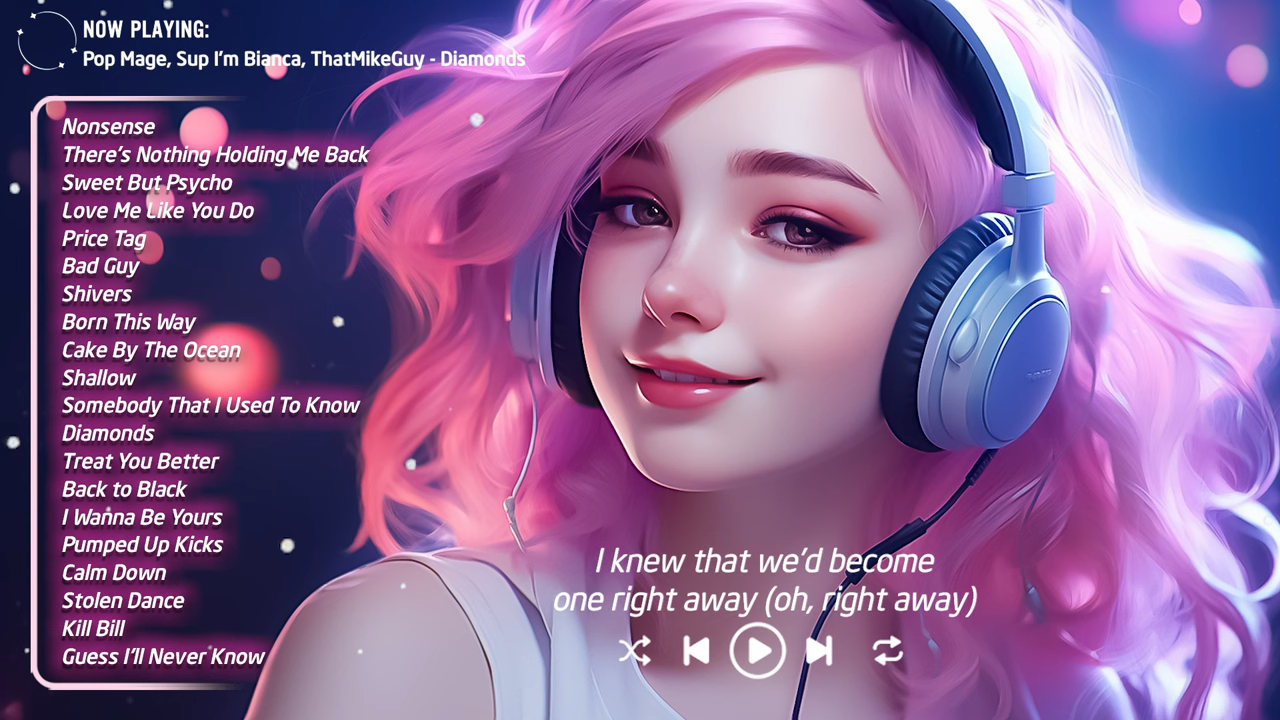 NOW PLAYING:
Pop Mage, Sup I'm Bianca, ThatMikeGuy - Diamonds
Nonsense
There's Nothing Holding Me Back
Sweet But Psycho
Love Me Like You Do
Price Tag
Bad Guy
Shivers
Born This Way
Cake By The Ocean
Shallow
Somebody That I Used To Know
Diamonds
Treat You Better
Back to Black
I Wanna Be Yours
Pumped Up Kicks
Calm Down
Stolen Dance
Kill Bill
Guess I'll Never Know
I knew that we'd become
one right away (oh, right away)